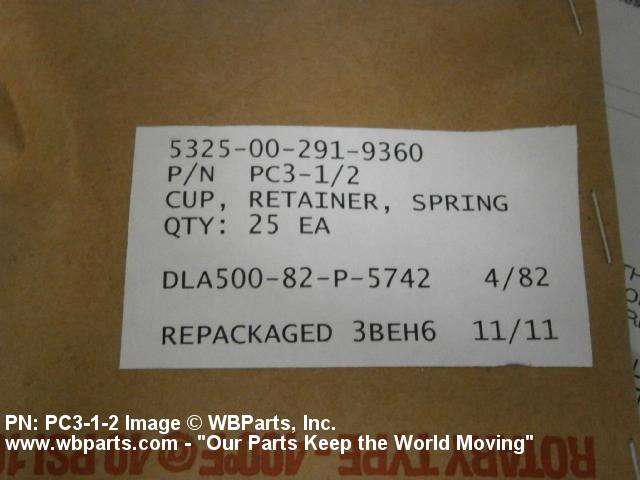 5325-00-291-9360
P/N PC3-1/2
CUP, RETAINER, SPRING
QTY: 25 EA
DLA500-82-P-5742 4/82
REPACKAGED 3BEH6 11/11
PN: PC3-1-2 Image © WBParts, Inc.
www.wbparts.com - "Our Parts Keep the World Moving"
ROTARY TYPE